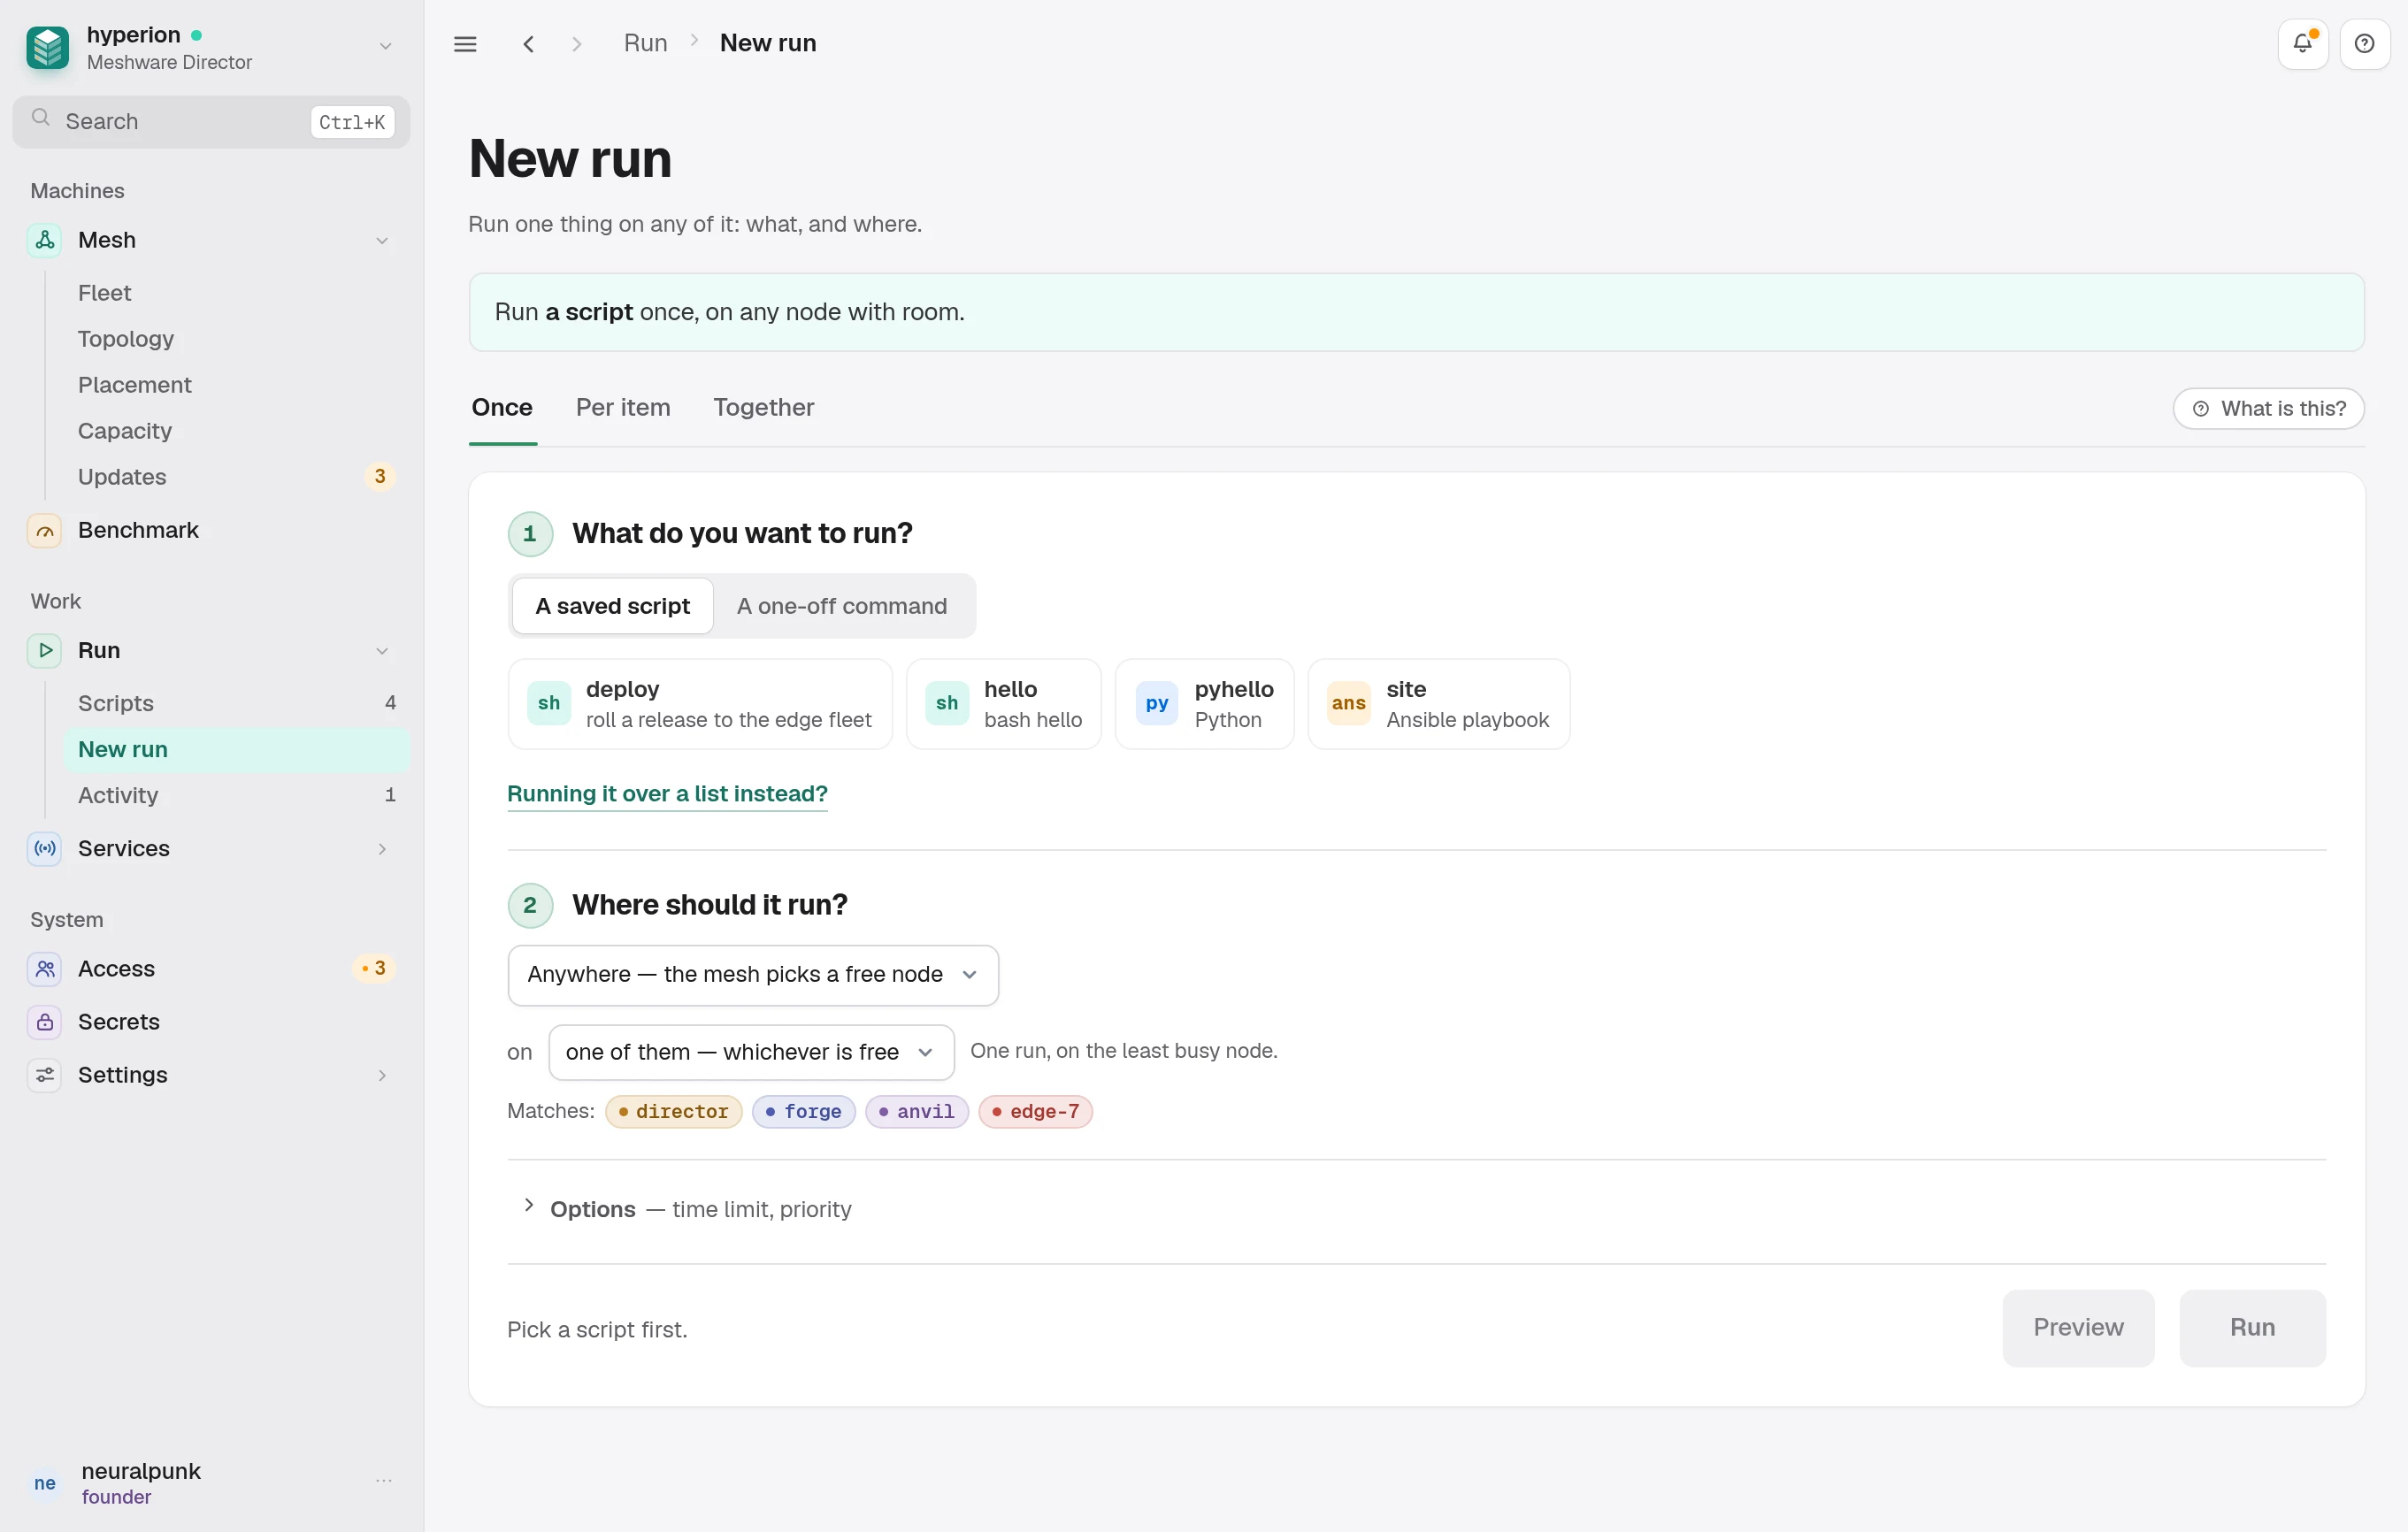 hyperion
Meshware Director
Search
Ctrl+K
Machines
Mesh
Fleet
Topology
Placement
Capacity
Updates 3
Benchmark
Work
Run
Scripts 4
New run
Activity 1
Services
System
Access 3
Secrets
Settings
ne
neuralpunk
founder
Run New run
New run
Run one thing on any of it: what, and where.
Run a script once, on any node with room.
Once Per item Together
What is this?
1 What do you want to run?
A saved script A one-off command
sh deploy
roll a release to the edge fleet
sh hello
bash hello
py pyhello
Python
ans site
Ansible playbook
Running it over a list instead?
2 Where should it run?
Anywhere — the mesh picks a free node
on one of them — whichever is free One run, on the least busy node.
Matches: director forge anvil edge-7
Options — time limit, priority
Pick a script first.
Preview Run